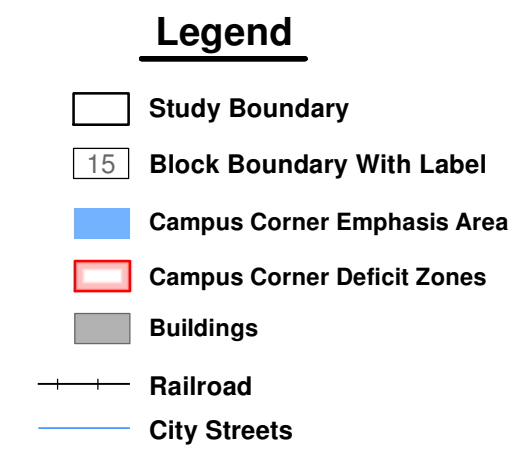 Legend
Study Boundary
15 Block Boundary With Label
Campus Corner Emphasis Area
Campus Corner Deficit Zones
Buildings
Railroad
City Streets